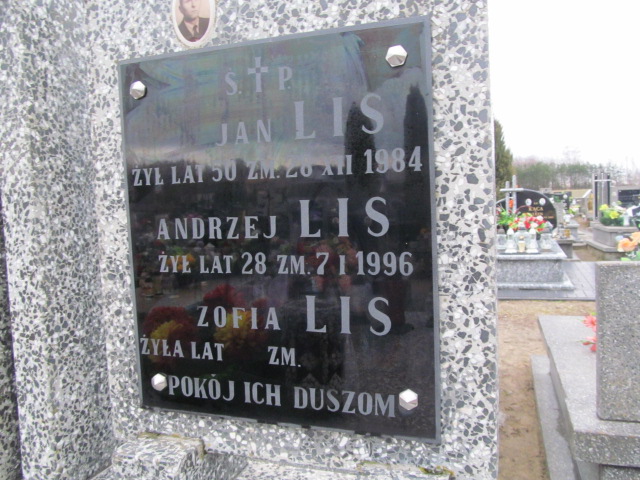 Ś. † P.
JAN LIS
ŻYŁ LAT 50 ZM. 28 XII 1984
ANDRZEJ LIS
ŻYŁ LAT 28 ZM. 7 I 1996
ZOFIA LIS
ŻYŁA LAT ZM.
POKÓJ ICH DUSZOM